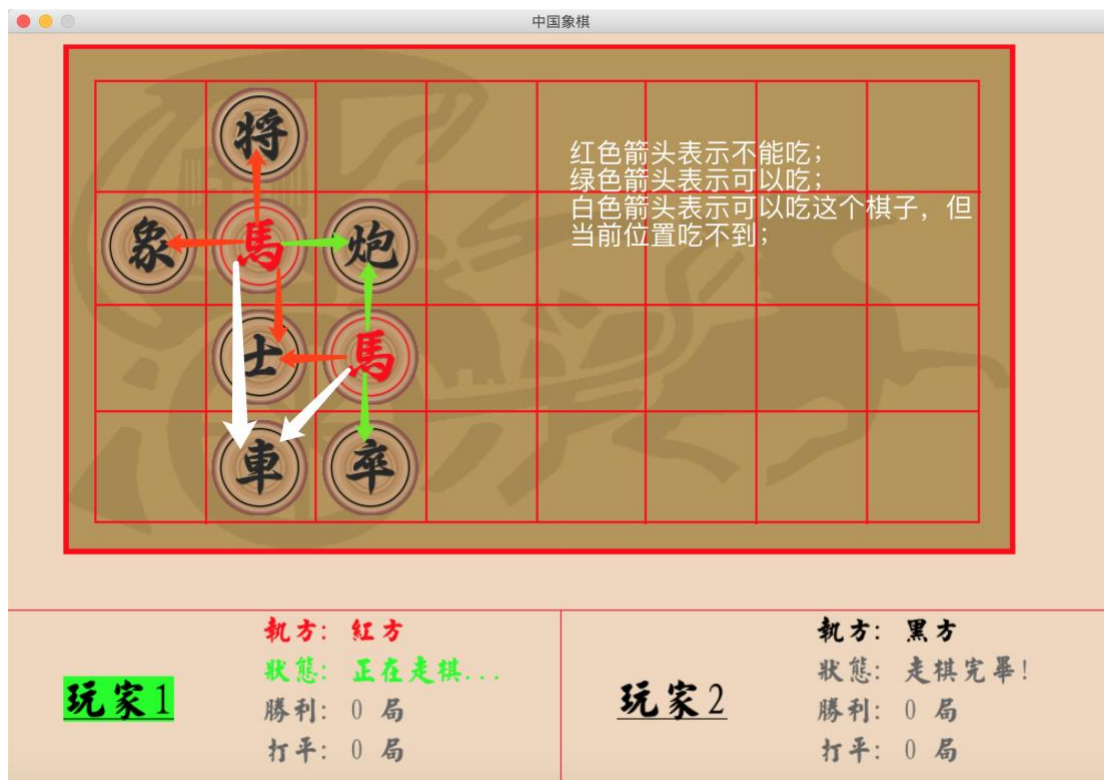 中国象棋
将
红色箭头表示不能吃；
绿色箭头表示可以吃；
白色箭头表示可以吃这个棋子，但
当前位置吃不到；
象 馬 炮
士 馬
車 卒
玩家1
執方： 紅方
狀態： 正在走棋...
勝利： 0 局
打平： 0 局
玩家2
執方： 黑方
狀態： 走棋完畢！
勝利： 0 局
打平： 0 局